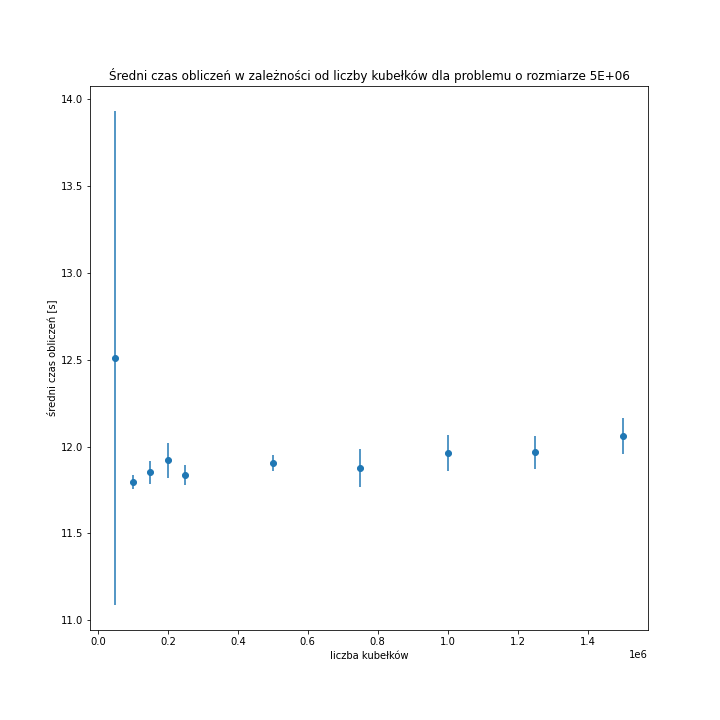 Średni czas obliczeń w zależności od liczby kubełków dla problemu o rozmiarze 5E+06
14.0
13.5
13.0
12.5
12.0
11.5
11.0
średni czas obliczeń [s]
0.0 0.2 0.4 0.6 0.8 1.0 1.2 1.4
1e6
liczba kubełków